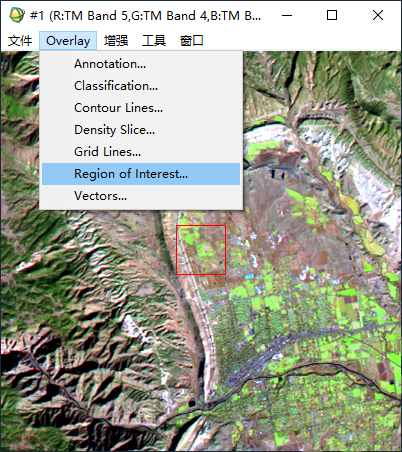 #1 (R:TM Band 5,G:TM Band 4,B:TM B...
文件 Overlay 增强 工具 窗口
Annotation...
Classification...
Contour Lines...
Density Slice...
Grid Lines...
Region of Interest...
Vectors...